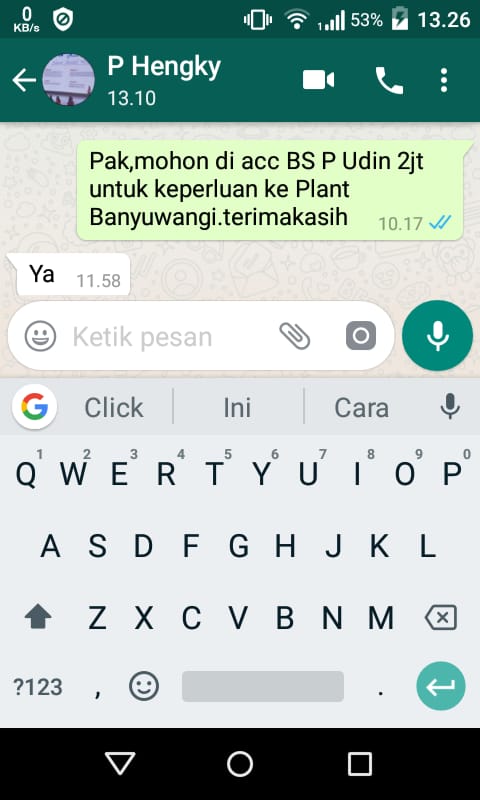 0
KB/s
1
53%
13.26
P Hengky
13.10
Pak,mohon di acc BS P Udin 2jt
untuk keperluan ke Plant
Banyuwangi.terimakasih
10.17
Ya
11.58
Ketik pesan
G Click Ini Cara
1 2 3 4 5 6 7 8 9 0
Q W E R T Y U I O P
A S D F G H J K L
Z X C V B N M
?123 , .